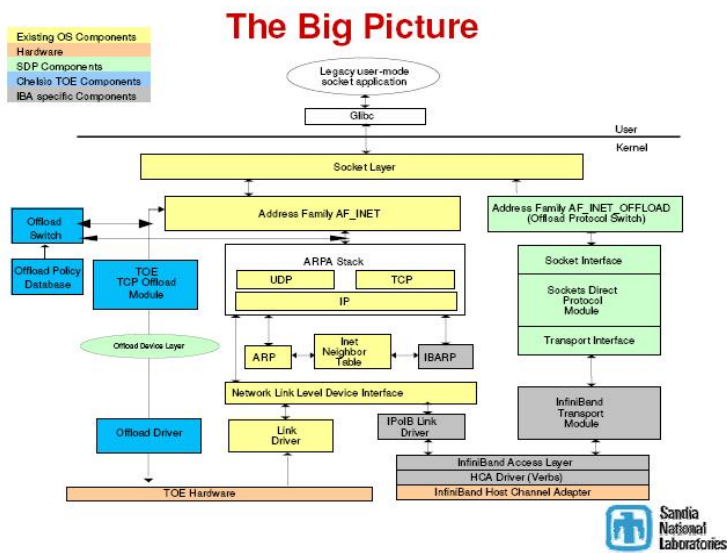 The Big Picture
Existing OS Components
Hardware
SDP Components
Chelsio TOE Components
IBA specific Components
Legacy user-mode
socket application
Glibc
User
Kernel
Socket Layer
Address Family AF_INET
Address Family AF_INET_OFFLOAD
(Offload Protocol Switch)
Offload
Switch
Offload Policy
Database
TOE
TCP Offload
Module
ARPA Stack
UDP
TCP
IP
Socket Interface
Sockets Direct
Protocol
Module
Transport Interface
Offload Device Layer
ARP
Inet
Neighbor
Table
IBARP
Network Link Level Device Interface
InfiniBand
Transport
Module
Offload Driver
Link
Driver
IPoIB Link
Driver
InfiniBand Access Layer
HCA Driver (Verbs)
InfiniBand Host Channel Adapter
TOE Hardware
Sandia
National
Laboratories